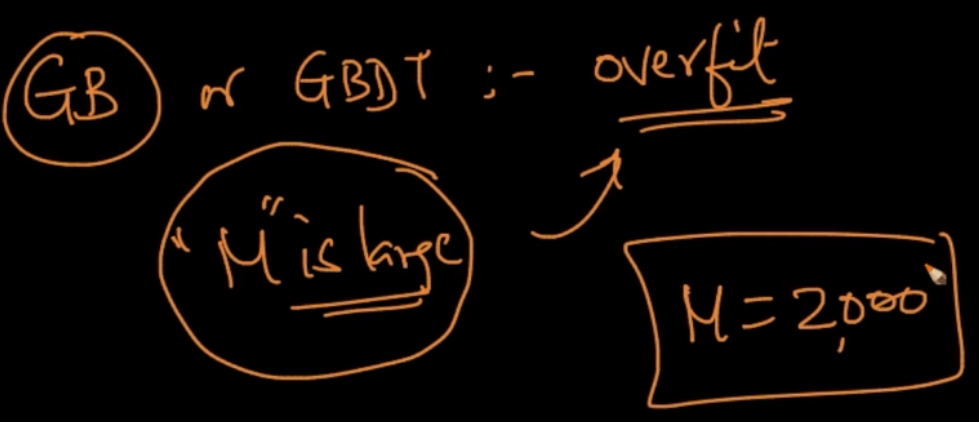 GB or GBDT :- overfit
"M" is large
M = 2,000